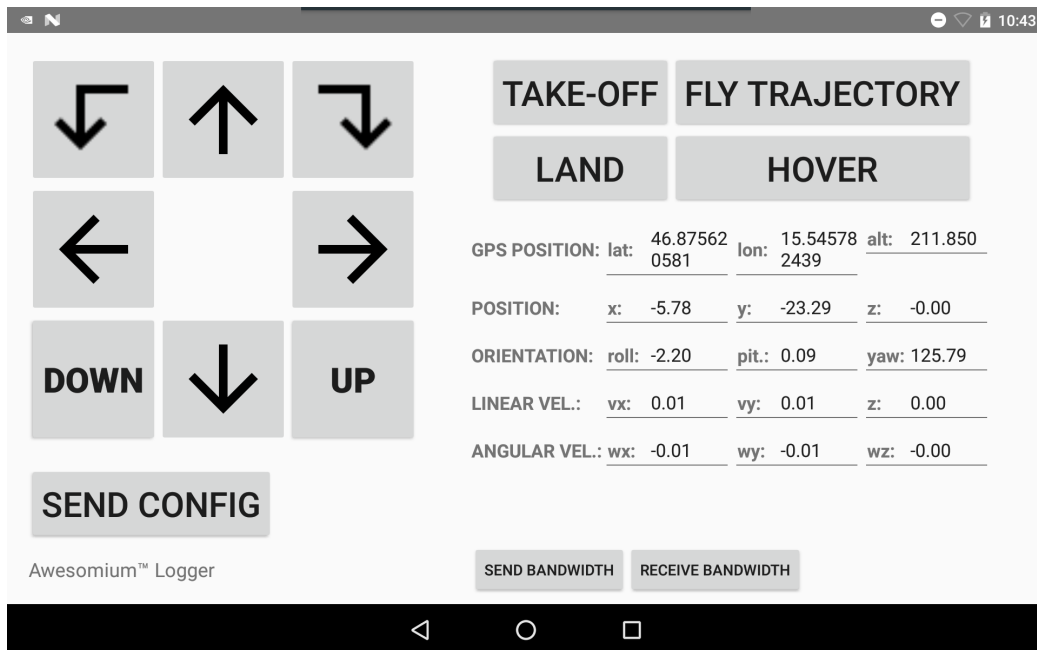 10:43
TAKE-OFF FLY TRAJECTORY
LAND HOVER
GPS POSITION: lat: 46.87562 0581 lon: 15.54578 2439 alt: 211.850
POSITION: x: -5.78 y: -23.29 z: -0.00
ORIENTATION: roll: -2.20 pit.: 0.09 yaw: 125.79
LINEAR VEL.: vx: 0.01 vy: 0.01 z: 0.00
ANGULAR VEL.: wx: -0.01 wy: -0.01 wz: -0.00
DOWN UP
SEND CONFIG
Awesomium™ Logger
SEND BANDWIDTH RECEIVE BANDWIDTH